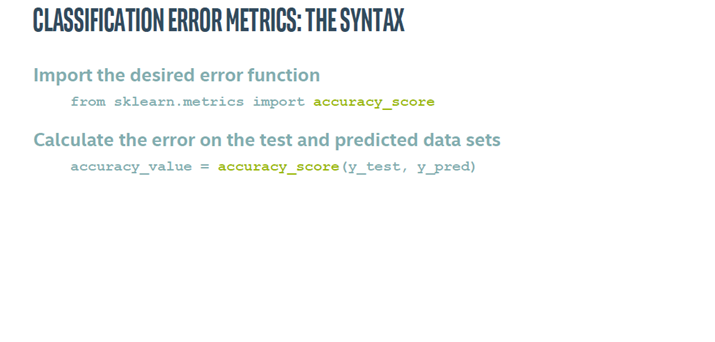 CLASSIFICATION ERROR METRICS: THE SYNTAX
Import the desired error function
from sklearn.metrics import accuracy_score
Calculate the error on the test and predicted data sets
accuracy_value = accuracy_score(y_test, y_pred)